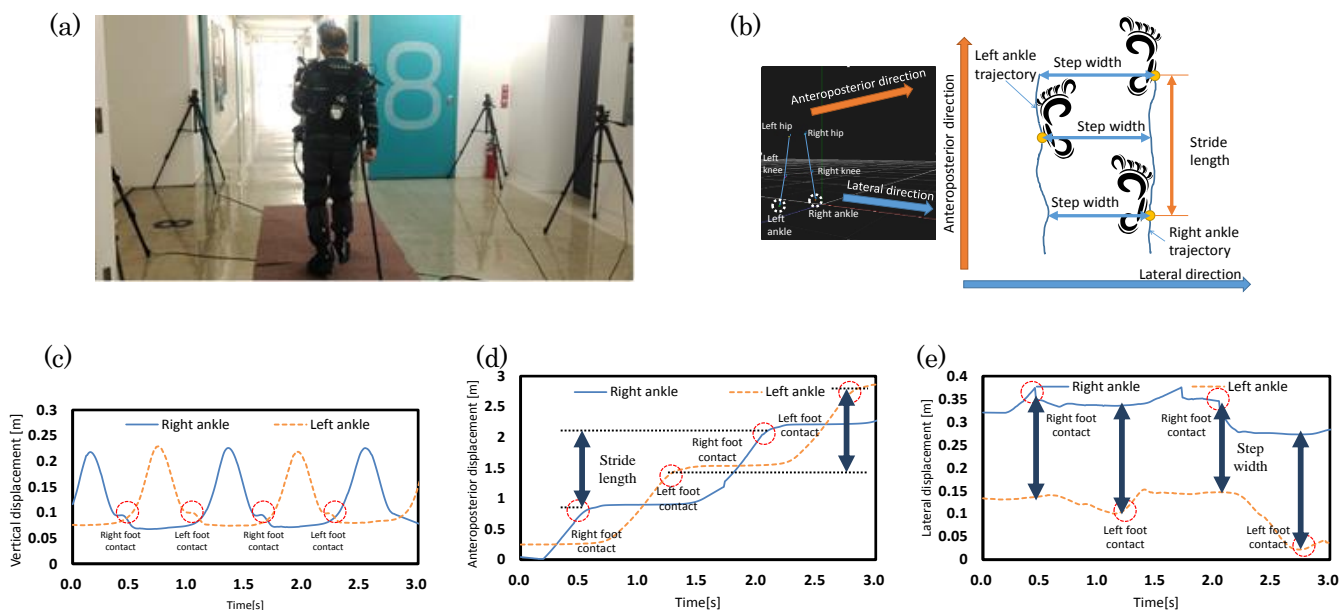 (a)
8
(b)
Anteroposterior direction
Left hip
Right hip
Left
knee
Right knee
Lateral direction
Left
ankle
Right ankle
Anteroposterior direction
Left ankle
trajectory
Step width
Step width
Stride
length
Step width
Right ankle
trajectory
Lateral direction
(c)
Vertical displacement [m]
0.3
0.25
0.2
0.15
0.1
0.05
0
Right ankle
Left ankle
Right foot
contact
Left foot
contact
Right foot
contact
Left foot
contact
0.0 0.5 1.0 1.5 2.0 2.5 3.0
Time[s]
(d)
Anteroposterior displacement [m]
3
2.5
2
1.5
1
0.5
0
Right ankle
Left ankle
Left foot
contact
Right foot
contact
Stride
length
Left foot
contact
Right foot
contact
0.0 0.5 1.0 1.5 2.0 2.5 3.0
Time[s]
(e)
Lateral displacement [m]
0.4
0.35
0.3
0.25
0.2
0.15
0.1
0.05
0
Right ankle
Left ankle
Right foot
contact
Right foot
contact
Step
width
Left foot
contact
Left foot
contact
0.0 0.5 1.0 1.5 2.0 2.5 3.0
Time[s]